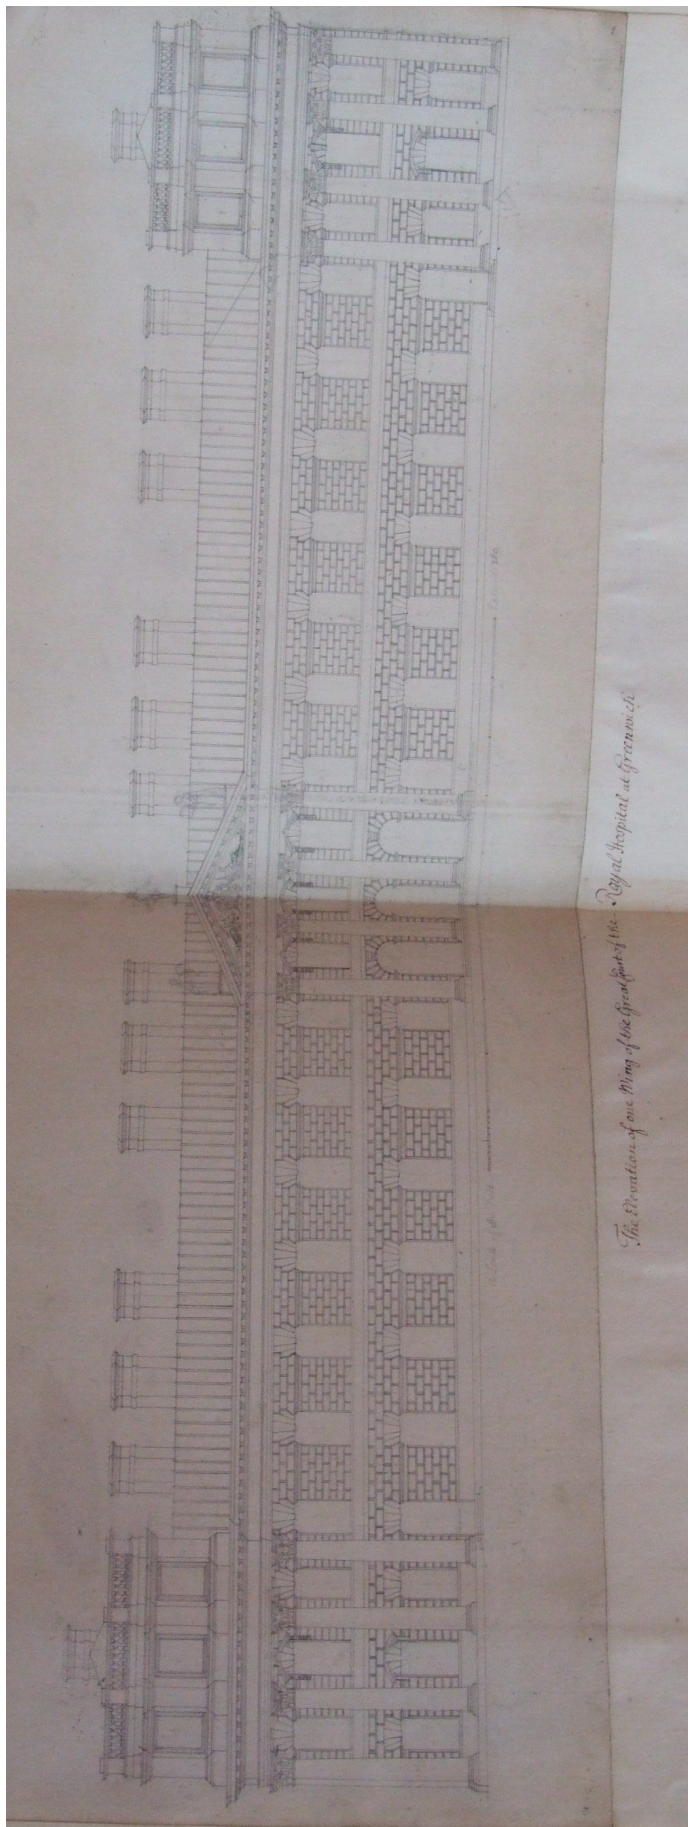 The Elevation of one Wing of the Great Court of the Royal Hospital at Greenwich